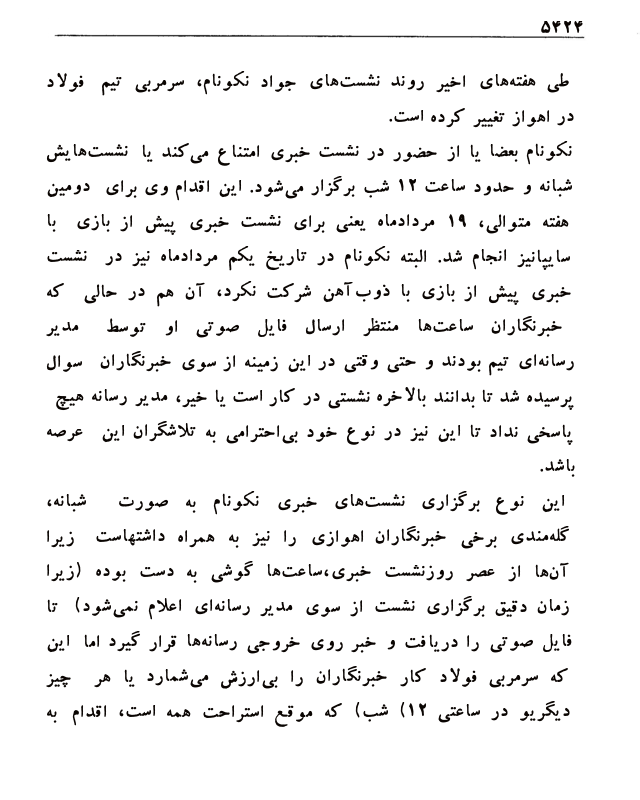 ۵۴۲۴
طی هفته‌های اخیر روند نشست‌های جواد نکونام، سرمربی تیم فولاد
در اهواز تغییر کرده است.
نکونام بعضا یا از حضور در نشست خبری امتناع می‌کند یا نشست‌هایش
شبانه و حدود ساعت ۱۲ شب برگزار می‌شود. این اقدام وی برای دومین
هفته متوالی، ۱۹ مردادماه یعنی برای نشست خبری پیش از بازی با
سایپانیز انجام شد. البته نکونام در تاریخ یکم مردادماه نیز در نشست
خبری پیش از بازی با ذوب‌آهن شرکت نکرد، آن هم در حالی که
خبرنگاران ساعت‌ها منتظر ارسال فایل صوتی او توسط مدیر
رسانه‌ای تیم بودند و حتی وقتی در این زمینه از سوی خبرنگاران سوال
پرسیده شد تا بدانند بالاخره نشستی در کار است یا خیر، مدیر رسانه هیچ
پاسخی نداد تا این نیز در نوع خود بی‌احترامی به تلاشگران این عرصه
باشد.
این نوع برگزاری نشست‌های خبری نکونام به صورت شبانه،
گله‌مندی برخی خبرنگاران اهوازی را نیز به همراه داشتهاست زیرا
آن‌ها از عصر روزنشست خبری،ساعت‌ها گوشی به دست بوده (زیرا
زمان دقیق برگزاری نشست از سوی مدیر رسانه‌ای اعلام نمی‌شود) تا
فایل صوتی را دریافت و خبر روی خروجی رسانه‌ها قرار گیرد اما این
که سرمربی فولاد کار خبرنگاران را بی‌ارزش می‌شمارد یا هر چیز
دیگریو در ساعتی ۱۲) شب) که موقع استراحت همه است، اقدام به